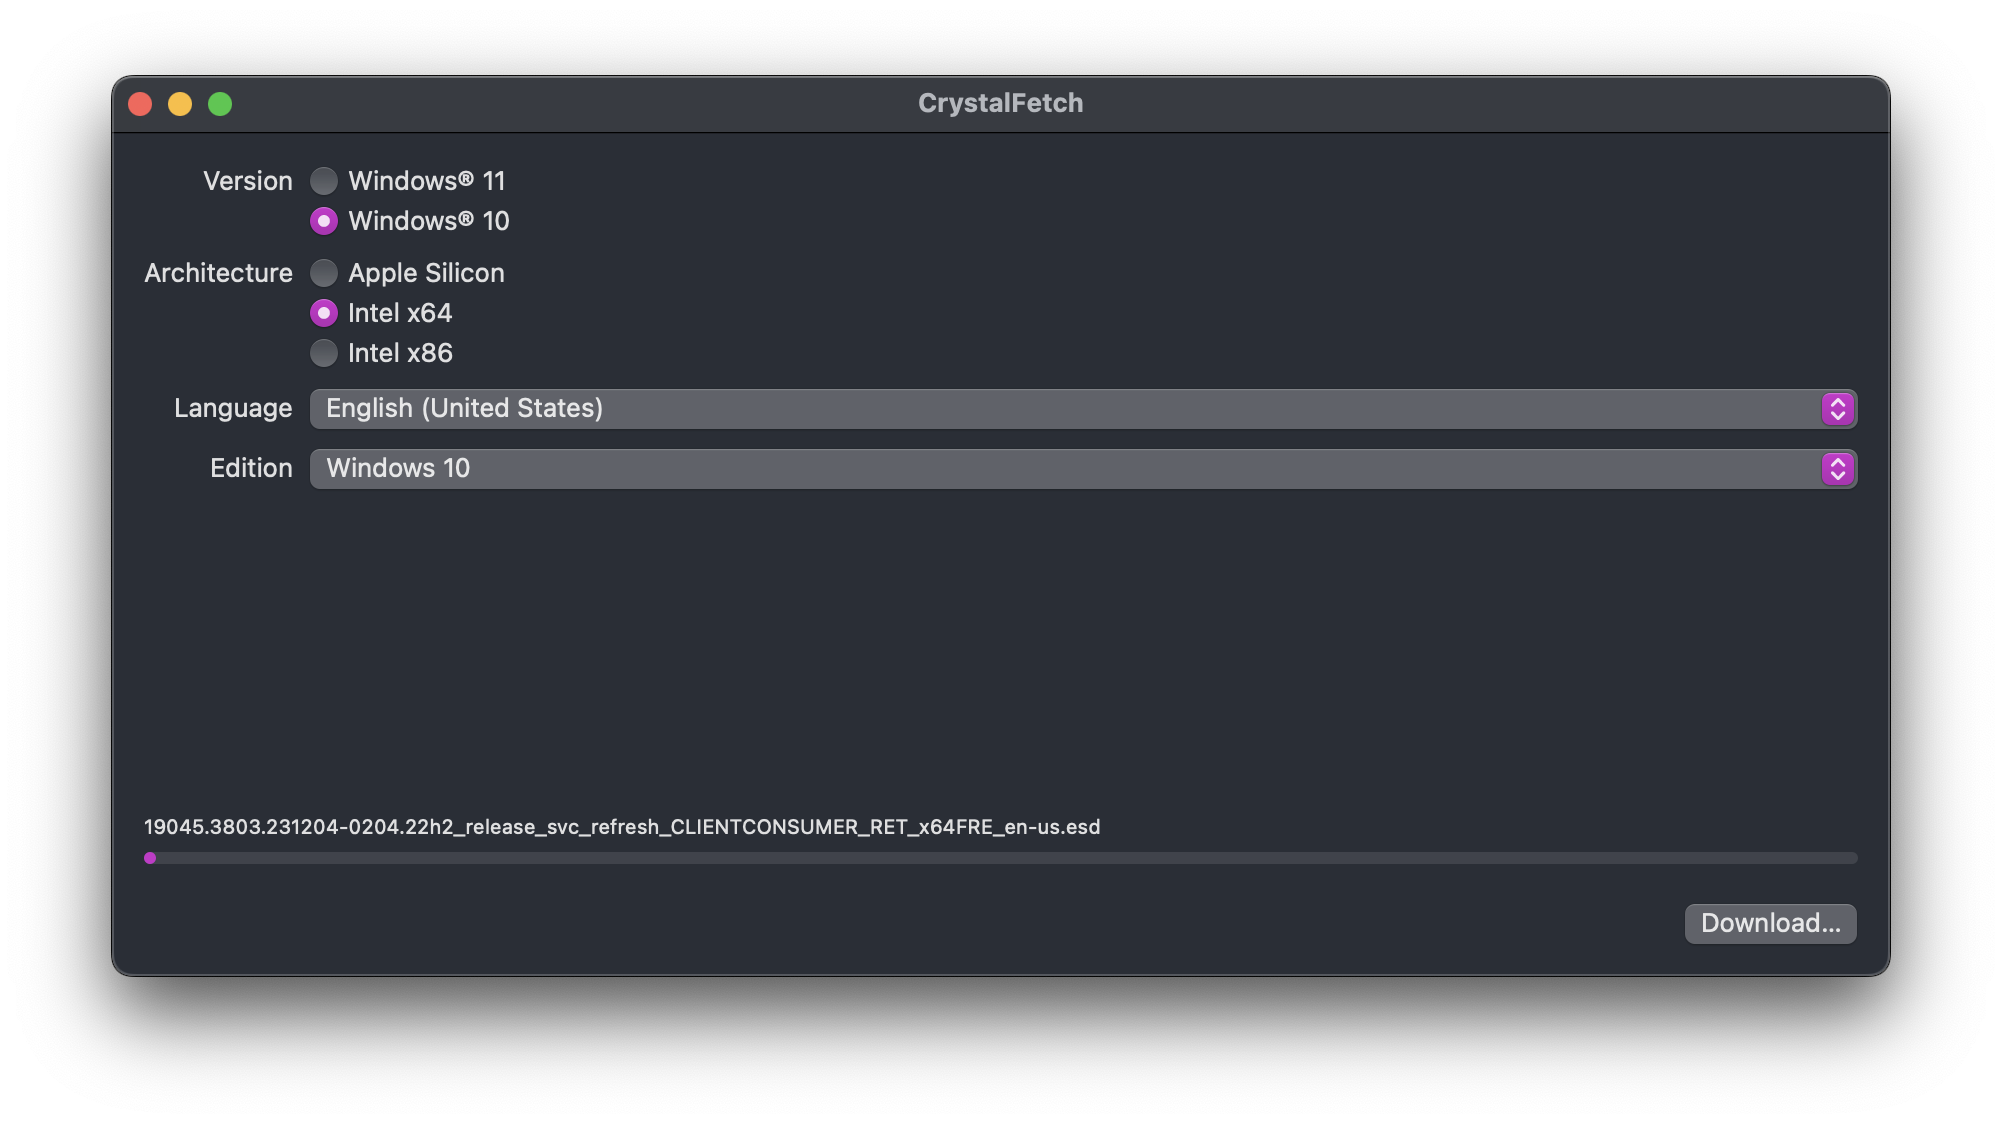 CrystalFetch
Version
Windows® 11
Windows® 10
Architecture
Apple Silicon
Intel x64
Intel x86
Language
English (United States)
Edition
Windows 10
19045.3803.231204-0204.22h2_release_svc_refresh_CLIENTCONSUMER_RET_x64FRE_en-us.esd
Download...